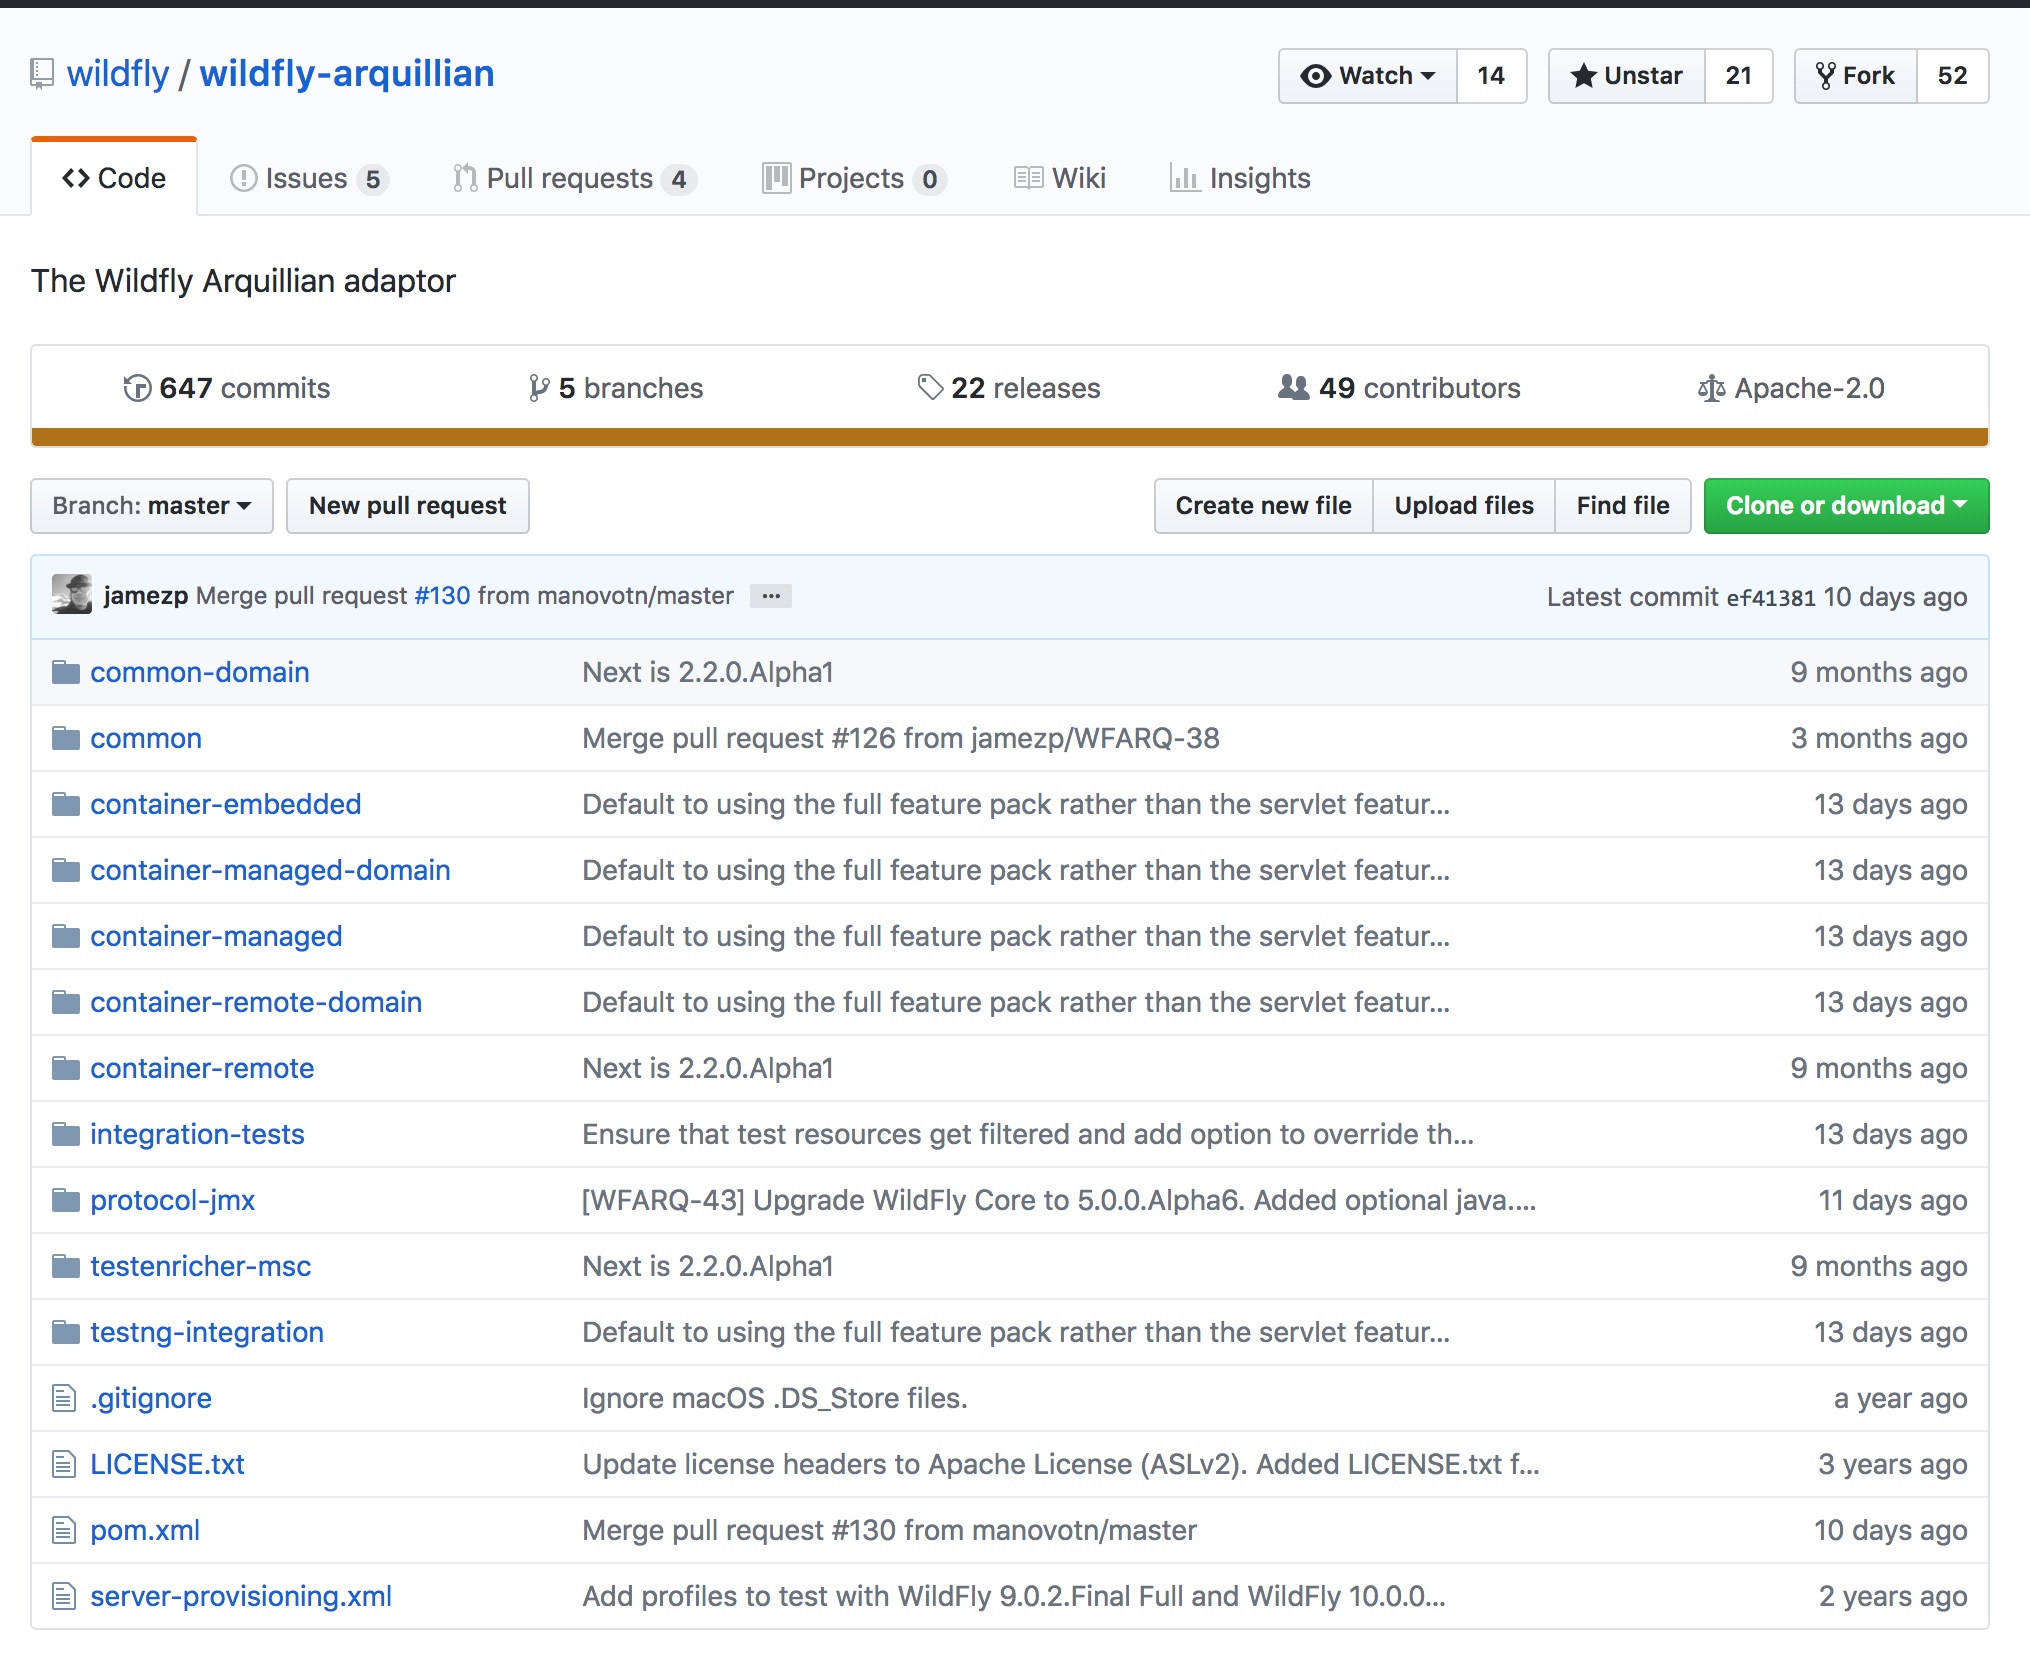 wildfly / wildfly-arquillian
Watch 14 Unstar 21 Fork 52
Code Issues 5 Pull requests 4 Projects 0 Wiki Insights
The Wildfly Arquillian adaptor
647 commits 5 branches 22 releases 49 contributors Apache-2.0
Branch: master New pull request Create new file Upload files Find file Clone or download
jamezp Merge pull request #130 from manovotn/master ... Latest commit ef41381 10 days ago
common-domain Next is 2.2.0.Alpha1 9 months ago
common Merge pull request #126 from jamezp/WFARQ-38 3 months ago
container-embedded Default to using the full feature pack rather than the servlet featur... 13 days ago
container-managed-domain Default to using the full feature pack rather than the servlet featur... 13 days ago
container-managed Default to using the full feature pack rather than the servlet featur... 13 days ago
container-remote-domain Default to using the full feature pack rather than the servlet featur... 13 days ago
container-remote Next is 2.2.0.Alpha1 9 months ago
integration-tests Ensure that test resources get filtered and add option to override th... 13 days ago
protocol-jmx [WFARQ-43] Upgrade WildFly Core to 5.0.0.Alpha6. Added optional java.... 11 days ago
testenricher-msc Next is 2.2.0.Alpha1 9 months ago
testng-integration Default to using the full feature pack rather than the servlet featur... 13 days ago
.gitignore Ignore macOS .DS_Store files. a year ago
LICENSE.txt Update license headers to Apache License (ASLv2). Added LICENSE.txt f... 3 years ago
pom.xml Merge pull request #130 from manovotn/master 10 days ago
server-provisioning.xml Add profiles to test with WildFly 9.0.2.Final Full and WildFly 10.0.0... 2 years ago